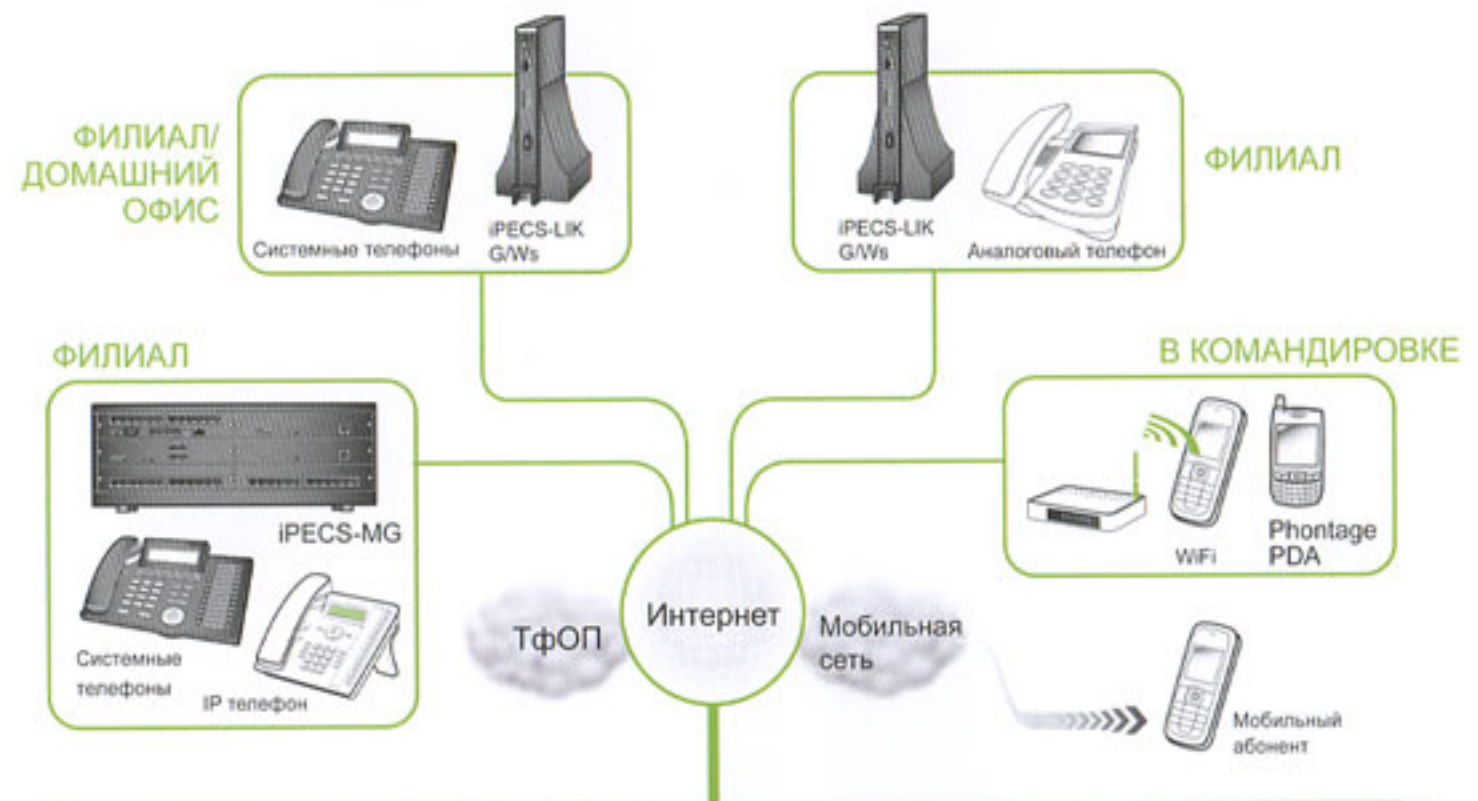 ФИЛИАЛ/
ДОМАШНИЙ
ОФИС
Системные телефоны
iPECS-LIK
G/Ws
iPECS-LIK
G/Ws
Аналоговый телефон
ФИЛИАЛ
ФИЛИАЛ
iPECS-MG
Системные
телефоны
IP телефон
В КОМАНДИРОВКЕ
WiFi
Phontage
PDA
ТфОП
Интернет
Мобильная
сеть
Мобильный
абонент